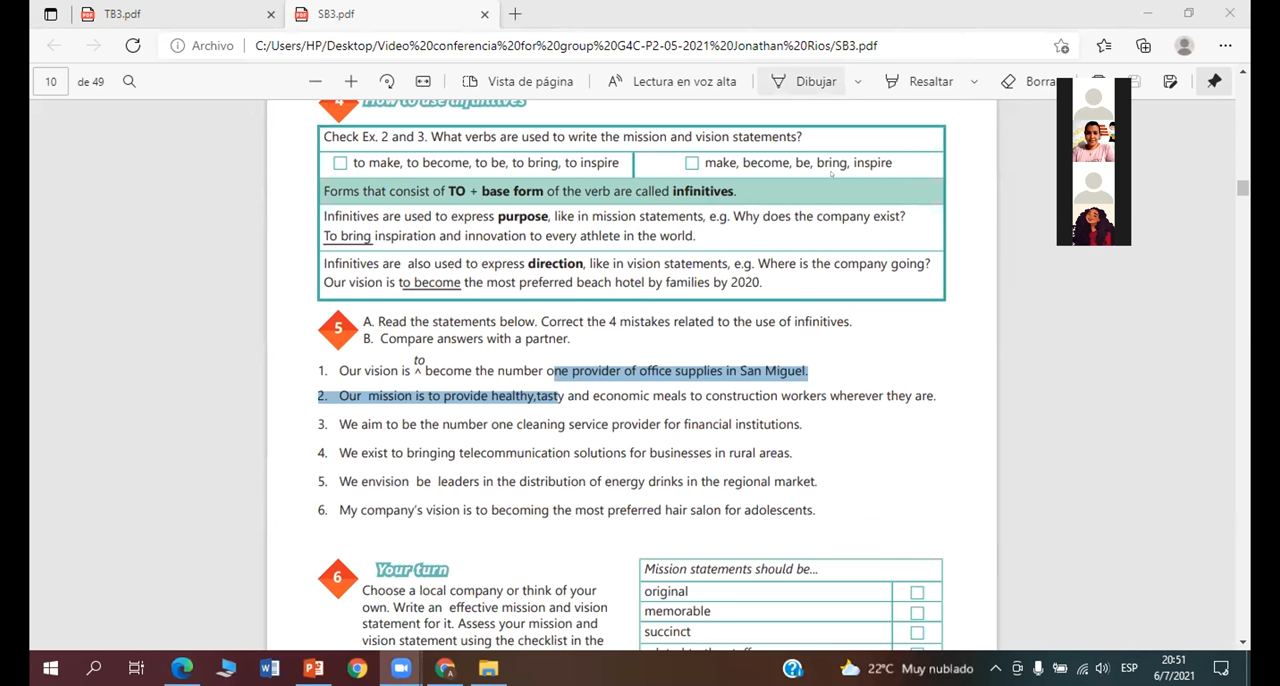 TB3.pdf
SB3.pdf
Archivo C:/Users/HP/Desktop/Video%20conferencia%20for%20group%20G4C-P2-05-2021%20Jonathan%20Rios/SB3.pdf
10 de 49 Vista de página Lectura en voz alta Dibujar Resaltar Borra
4 How to use infinitives
Check Ex. 2 and 3. What verbs are used to write the mission and vision statements?
to make, to become, to be, to bring, to inspire
make, become, be, bring, inspire
Forms that consist of TO + base form of the verb are called infinitives.
Infinitives are used to express purpose, like in mission statements, e.g. Why does the company exist?
To bring inspiration and innovation to every athlete in the world.
Infinitives are also used to express direction, like in vision statements, e.g. Where is the company going?
Our vision is to become the most preferred beach hotel by families by 2020.
5 A. Read the statements below. Correct the 4 mistakes related to the use of infinitives.
B. Compare answers with a partner.
to
1. Our vision is ^ become the number one provider of office supplies in San Miguel.
2. Our mission is to provide healthy,tasty and economic meals to construction workers wherever they are.
3. We aim to be the number one cleaning service provider for financial institutions.
4. We exist to bringing telecommunication solutions for businesses in rural areas.
5. We envision be leaders in the distribution of energy drinks in the regional market.
6. My company's vision is to becoming the most preferred hair salon for adolescents.
6 Your turn
Choose a local company or think of your
own. Write an effective mission and vision
statement for it. Assess your mission and
vision statement using the checklist in the
Mission statements should be...
original
memorable
succinct
22°C Muy nublado
ESP
20:51
6/7/2021